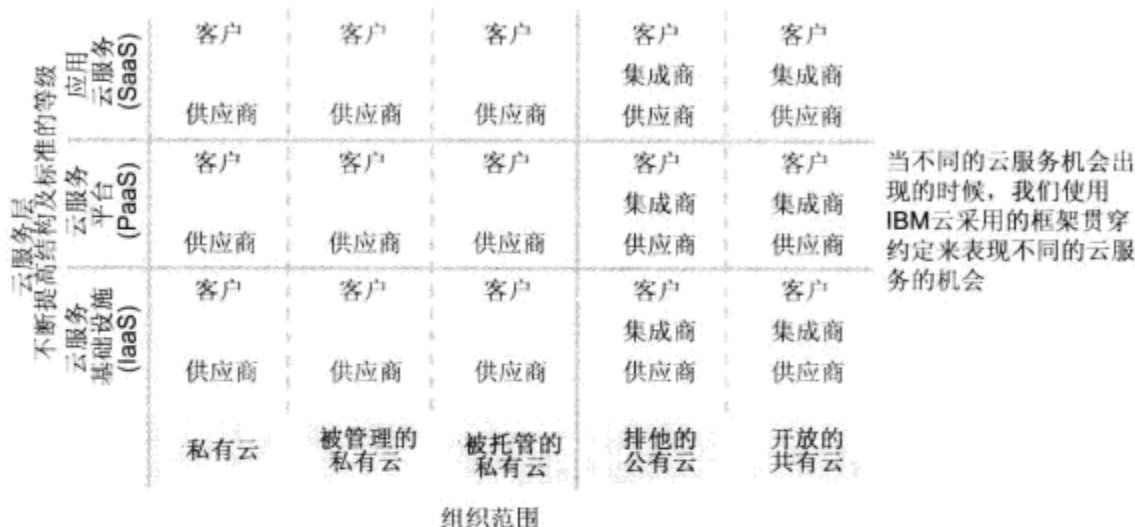 云服务层
不断提高结构及标准的等级
应用
云服务
(SaaS)
客户 客户 客户 客户 客户
集成商 集成商
供应商 供应商 供应商 供应商 供应商
云服务
平台
(PaaS)
客户 客户 客户 客户 客户
集成商 集成商
供应商 供应商 供应商 供应商 供应商
云服务
基础设施
(IaaS)
客户 客户 客户 客户 客户
集成商 集成商
供应商 供应商 供应商 供应商 供应商
私有云
被管理的
私有云
被托管的
私有云
排他的
公有云
开放的
共有云
组织范围
当不同的云服务机会出
现的时候，我们使用
IBM云采用的框架贯穿
约定来表现不同的云服
务的机会